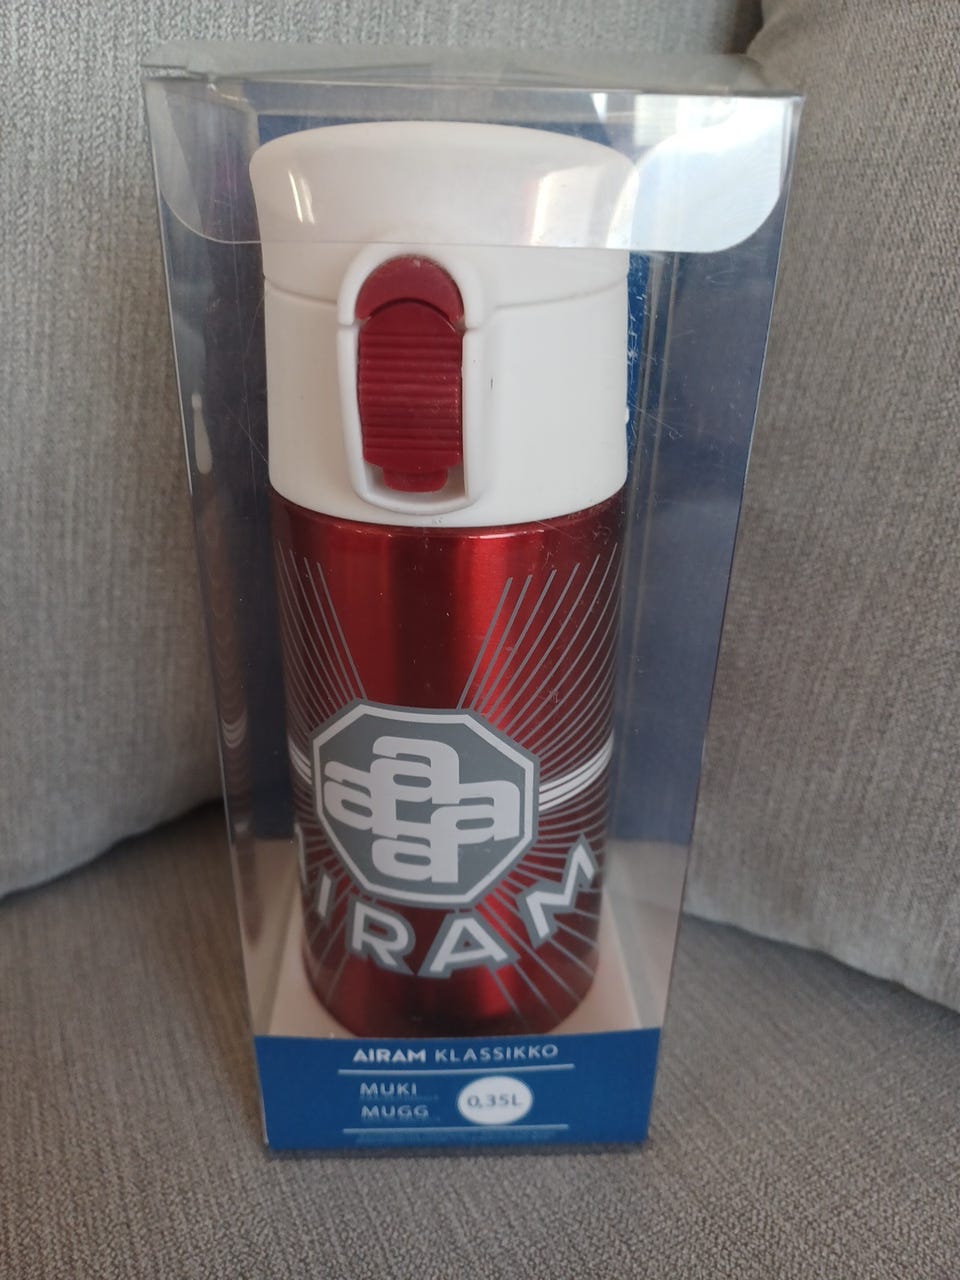 aaaa
AIRAM
AIRAM KLASSIKKO
MUKI
MUGG
0,35L